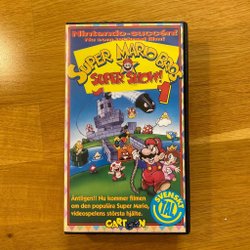 Nintendo-succén!
Nu som tecknad film!
SUPER MARIO BROS
SUPER SHOW!
1
Äntligen!! Nu kommer filmen
om den populära Super Mario,
videospelens största hjälte.
SVENSKT
TAL
CARTOON